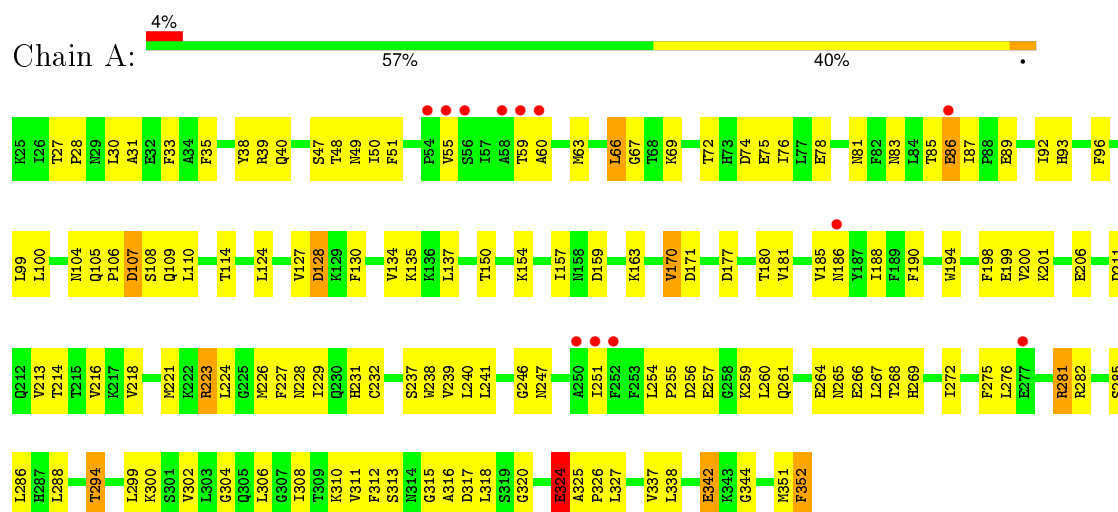 4%
Chain A:
57%
40%
•
K25 I26 T27 P28 N29 L30 A31 E32 F33 A34 F35 Y38 R39 Q40 S47 T48 N49 I50 F51 P54 V55 S56 I57 A58 T59 A60 M63 L66 G67 T68 K69 T72 H73 D74 E75 I76 L77 E78 N81 F82 N83 L84 T85 E86 I87 P88 E89 I92 H93 F96
L99 L100 N104 Q105 P106 D107 S108 Q109 L110 T114 L124 V127 D128 K129 F130 V134 K135 K136 L137 T150 K154 I157 N158 D159 K163 V170 D171 D177 T180 V181 V185 N186 Y187 I188 F189 F190 W194 F198 E199 V200 K201 E206
Q212 V213 T214 T215 V216 K217 V218 M221 K222 R223 L224 G225 M226 F227 N228 I229 Q230 H231 C232 S237 W238 V239 L240 L241 G246 N247 A250 I251 F252 F253 L254 P255 D256 E257 G258 K259 L260 Q261 E264 N265 E266 L267 T268 H269 I272 F275 L276 E277 R281 R282
L286 H287 L288 T294 L299 K300 S301 V302 L303 G304 Q305 L306 G307 I308 T309 K310 V311 F312 S313 N314 G315 A316 D317 L318 S319 G320 E324 A325 P326 L327 V337 L338 E342 K343 G344 M351 F352